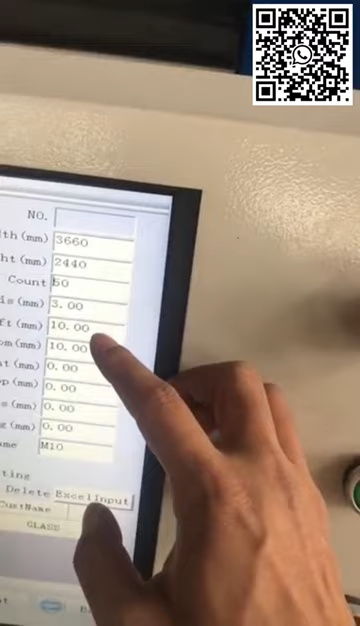 NO.
th(mm) 3660
ht(mm) 2440
Count 50
is(mm) 3.00
ft(mm) 10.00
om(mm) 10.00
t(mm) 0.00
p(mm) 0.00
s(mm) 0.00
g(mm) 0.00
ame M10
ting
Delete ExcelInput
CustName
GLASS